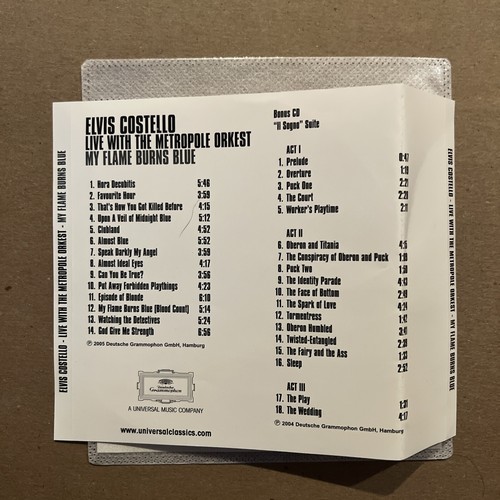 ELVIS COSTELLO
LIVE WITH THE METROPOLE ORKEST
MY FLAME BURNS BLUE
1. Hora Decubitis 5:46
2. Favourite Hour 3:59
3. That's How You Got Killed Before 4:15
4. Upon A Veil of Midnight Blue 5:12
5. Clubland 4:52
6. Almost Blue 4:52
7. Speak Darkly My Angel 3:59
8. Almost Ideal Eyes 4:17
9. Can You Be True? 3:56
10. Put Away Forbidden Playthings 4:23
11. Episode of Blonde 6:10
12. My Flame Burns Blue (Blood Count) 5:14
13. Watching the Detectives 5:24
14. God Give Me Strength 6:56
℗ 2005 Deutsche Grammophon GmbH, Hamburg
Deutsche
Grammophon
A UNIVERSAL MUSIC COMPANY
www.universalclassics.com
Bonus CD
"Il Sogno" Suite
ACT I
1. Prelude 0:47
2. Overture
3. Puck One
4. The Court
5. Worker's Playtime
ACT II
6. Oberon and Titania
7. The Conspiracy of Oberon and Puck
8. Puck Two
9. The Identity Parade
10. The Face of Bottom
11. The Spark of Love
12. Tormentress
13. Oberon Humbled
14. Twisted-Entangled
15. The Fairy and the Ass
16. Sleep 2:52
ACT III
17. The Play
18. The Wedding 4:17
℗ 2004 Deutsche Grammophon GmbH, Hamburg
ELVIS COSTELLO - LIVE WITH THE METROPOLE ORKEST - MY FLAME BURNS BLUE
ELVIS COSTELLO - LIVE WITH THE METROPOLE ORKEST - MY FLAME BURNS BLUE